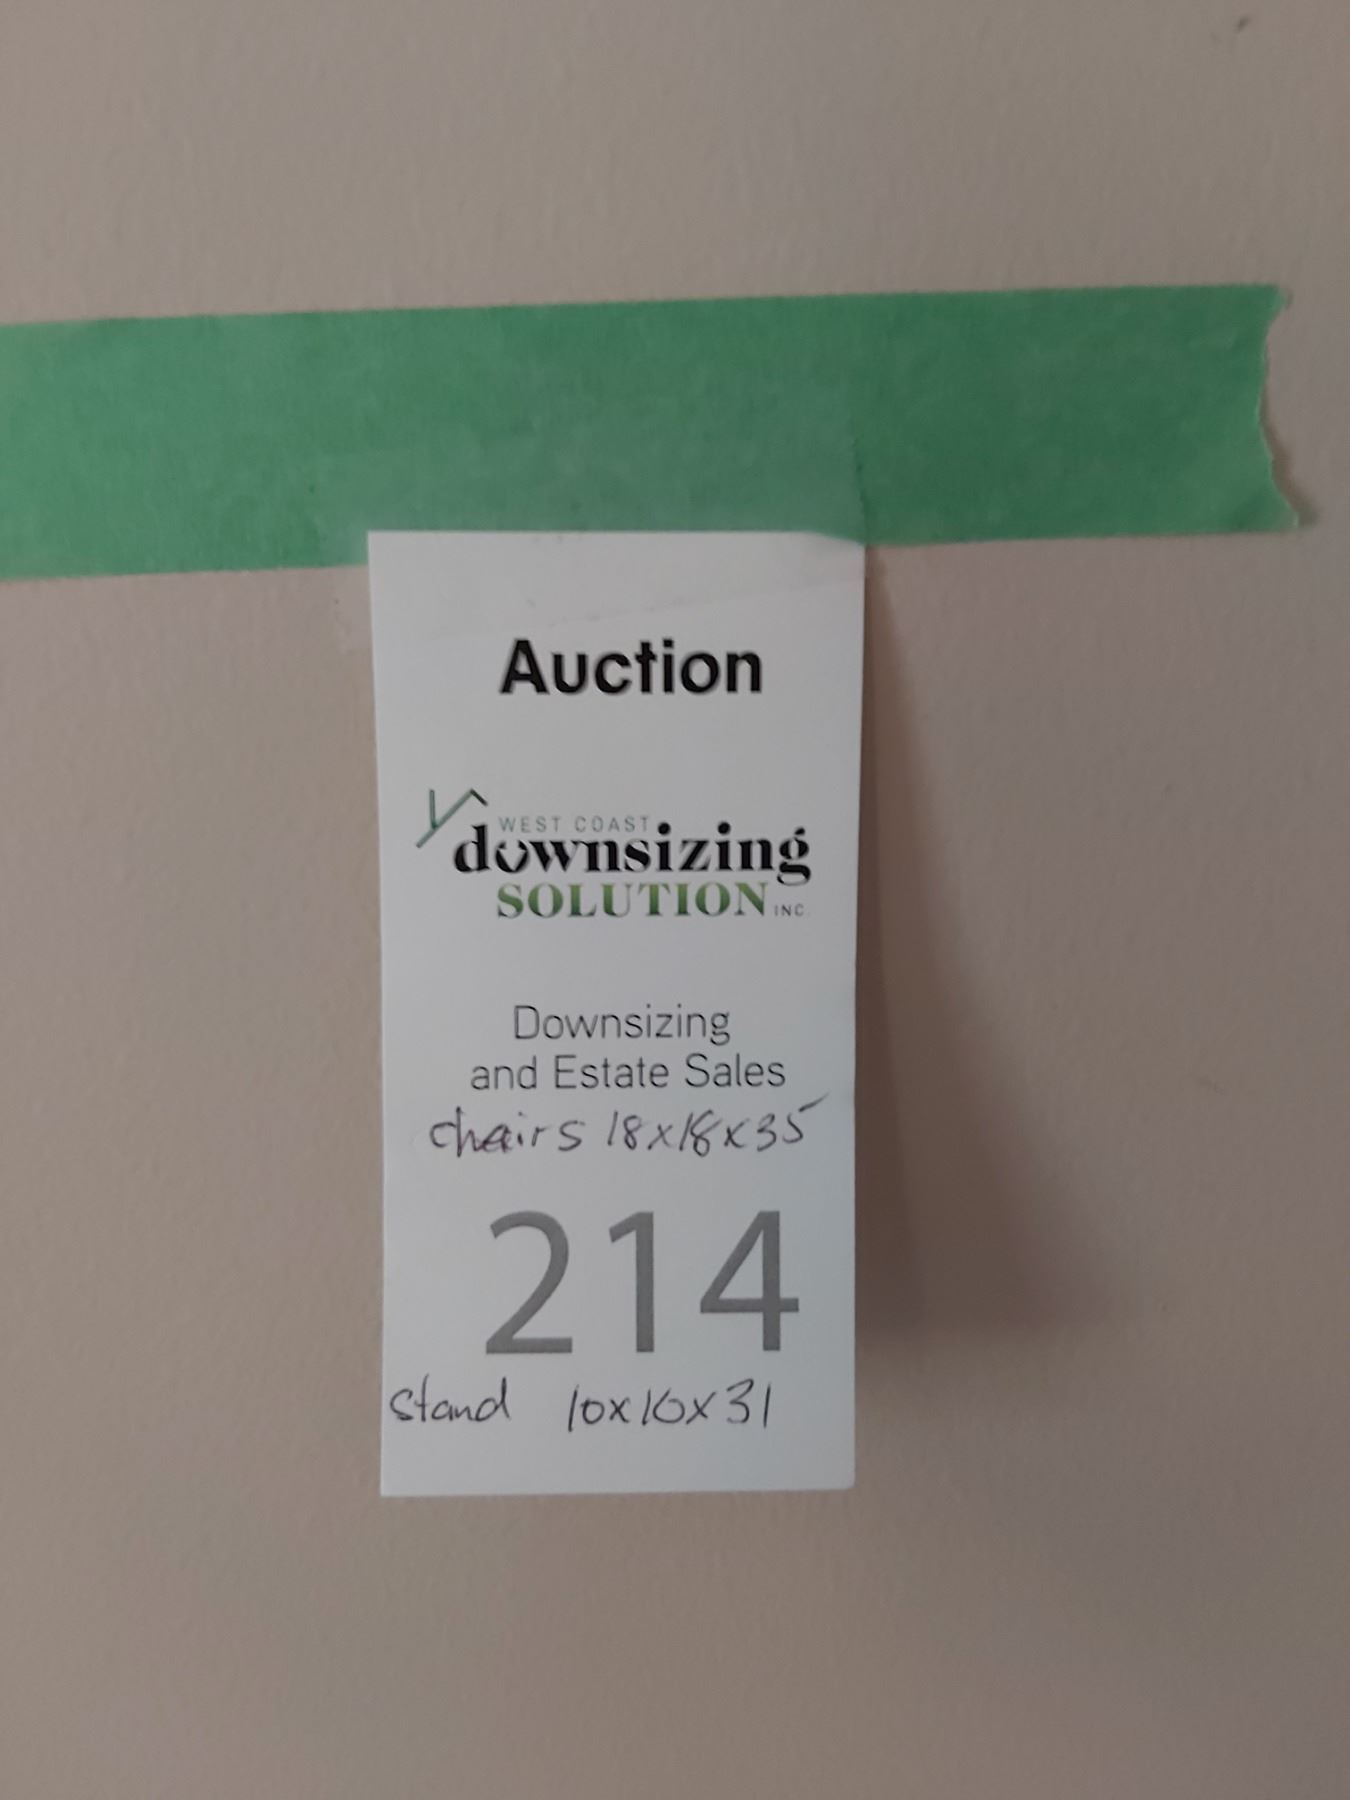 Auction
WEST COAST
downsizing
SOLUTION INC.
Downsizing
and Estate Sales
chairs 18x18x35
214
stand 10x10x31